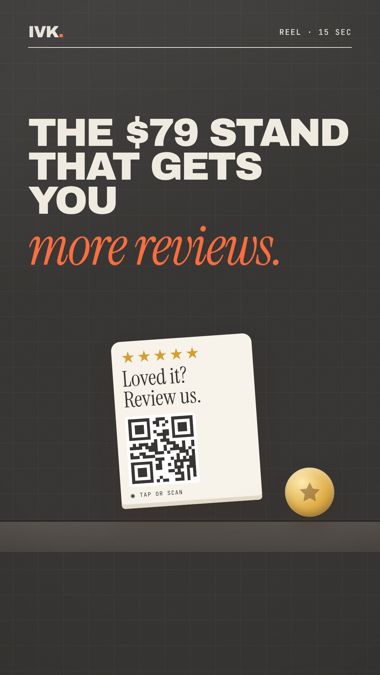 IVK.
REEL · 15 SEC
THE $79 STAND
THAT GETS
YOU
more reviews.
Loved it?
Review us.
TAP OR SCAN